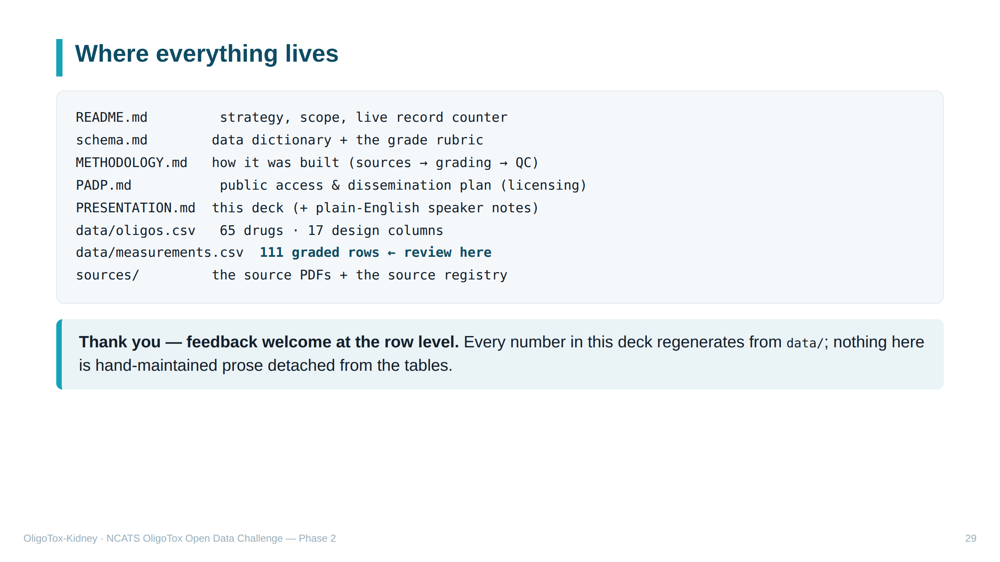 Where everything lives
README.md         strategy, scope, live record counter
schema.md        data dictionary + the grade rubric
METHODOLOGY.md   how it was built (sources → grading → QC)
PADP.md           public access & dissemination plan (licensing)
PRESENTATION.md  this deck (+ plain-English speaker notes)
data/oligos.csv   65 drugs · 17 design columns
data/measurements.csv  111 graded rows ← review here
sources/         the source PDFs + the source registry
Thank you — feedback welcome at the row level. Every number in this deck regenerates from data/; nothing here
is hand-maintained prose detached from the tables.
OligoTox-Kidney · NCATS OligoTox Open Data Challenge — Phase 2
29